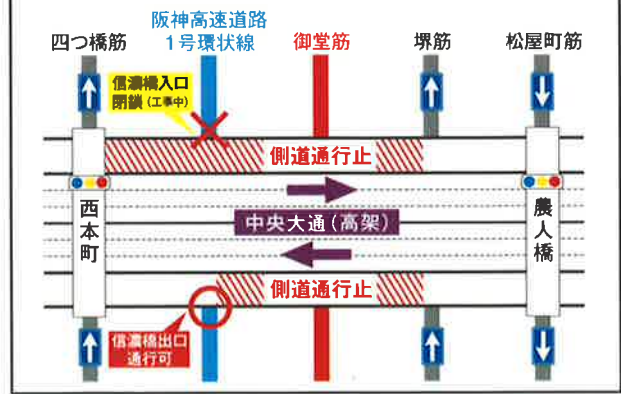 阪神高速道路
四つ橋筋
1号環状線
御堂筋
堺筋
松屋町筋
信濃橋入口
閉鎖(工事中)
側道通行止
西本町
中央大通(高架)
農人橋
側道通行止
信濃橋出口
通行可